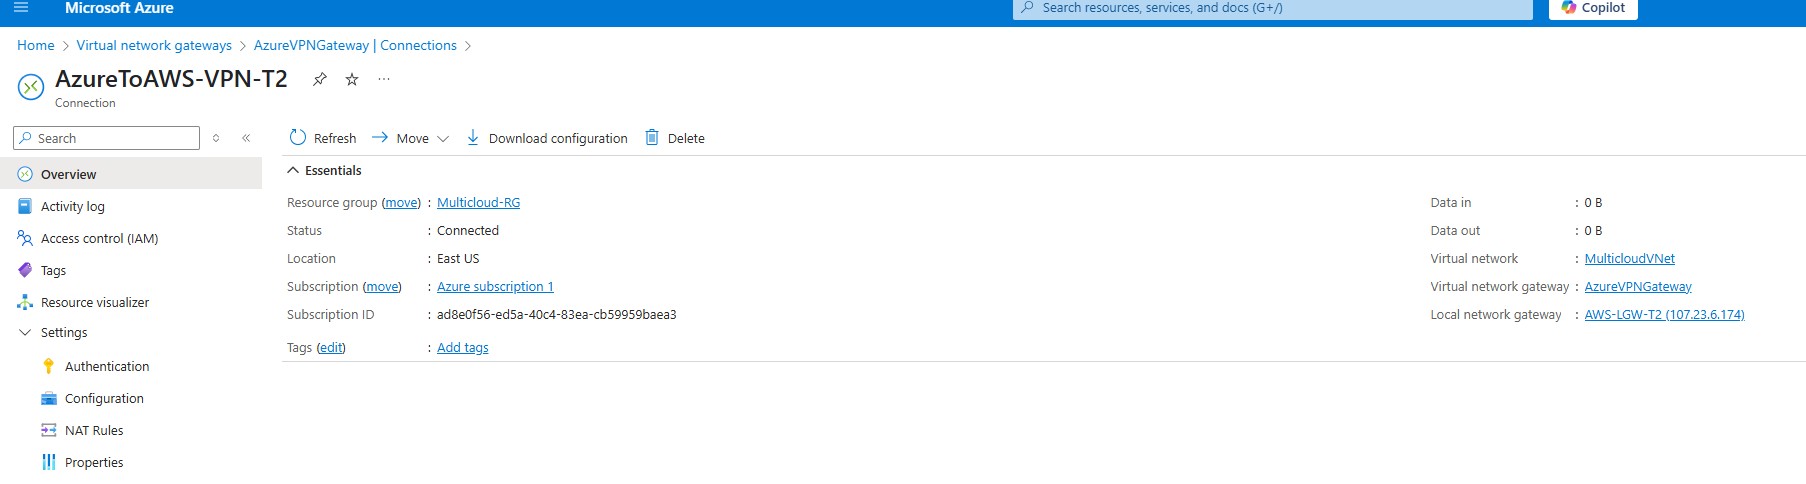 Microsoft Azure
Search resources, services, and docs (G+/)
Copilot
Home > Virtual network gateways > AzureVPNGateway | Connections >
AzureToAWS-VPN-T2
Connection
Search
Refresh
Move
Download configuration
Delete
Overview
Activity log
Access control (IAM)
Tags
Resource visualizer
Settings
Authentication
Configuration
NAT Rules
Properties
Essentials
Resource group (move) : Multicloud-RG
Status : Connected
Location : East US
Subscription (move) : Azure subscription 1
Subscription ID : ad8e0f56-ed5a-40c4-83ea-cb59959baea3
Tags (edit) : Add tags
Data in : 0 B
Data out : 0 B
Virtual network : MulticloudVNet
Virtual network gateway : AzureVPNGateway
Local network gateway : AWS-LGW-T2 (107.23.6.174)